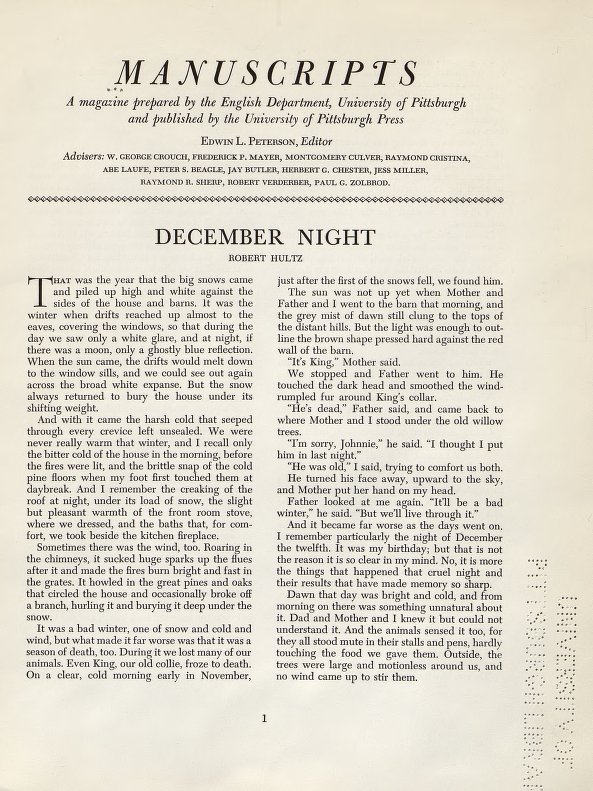 MANUSCRIPTS
A magazine prepared by the English Department, University of Pittsburgh
and published by the University of Pittsburgh Press
EDWIN L. PETERSON, Editor
Advisers: W. GEORGE CROUCH, FREDERICK P. MAYER, MONTGOMERY CULVER, RAYMOND CRISTINA,
ABE LAUFE, PETER S. BEAGLE, JAY BUTLER, HERBERT G. CHESTER, JESS MILLER,
RAYMOND R. SHERP, ROBERT VERDERBER, PAUL G. ZOLBROD.
DECEMBER NIGHT
ROBERT HULTZ
THAT was the year that the big snows came
and piled up high and white against the
sides of the house and barns. It was the
winter when drifts reached up almost to the
eaves, covering the windows, so that during the
day we saw only a white glare, and at night, if
there was a moon, only a ghostly blue reflection.
When the sun came, the drifts would melt down
to the window sills, and we could see out again
across the broad white expanse. But the snow
always returned to bury the house under its
shifting weight.
And with it came the harsh cold that seeped
through every crevice left unsealed. We were
never really warm that winter, and I recall only
the bitter cold of the house in the morning, before
the fires were lit, and the brittle snap of the cold
pine floors when my foot first touched them at
daybreak. And I remember the creaking of the
roof at night, under its load of snow, the slight
but pleasant warmth of the front room stove,
where we dressed, and the baths that, for com-
fort, we took beside the kitchen fireplace.
Sometimes there was the wind, too. Roaring in
the chimneys, it sucked huge sparks up the flues
after it and made the fires burn bright and fast in
the grates. It howled in the great pines and oaks
that circled the house and occasionally broke off
a branch, hurling it and burying it deep under the
snow.
It was a bad winter, one of snow and cold and
wind, but what made it far worse was that it was a
season of death, too. During it we lost many of our
animals. Even King, our old collie, froze to death.
On a clear, cold morning early in November,
just after the first of the snows fell, we found him.
The sun was not up yet when Mother and
Father and I went to the barn that morning, and
the grey mist of dawn still clung to the tops of
the distant hills. But the light was enough to out-
line the brown shape pressed hard against the red
wall of the barn.
"It's King," Mother said.
We stopped and Father went to him. He
touched the dark head and smoothed the wind-
rumpled fur around King's collar.
"He's dead," Father said, and came back to
where Mother and I stood under the old willow
trees.
"I'm sorry, Johnnie," he said. "I thought I put
him in last night."
"He was old," I said, trying to comfort us both.
He turned his face away, upward to the sky,
and Mother put her hand on my head.
Father looked at me again. "It'll be a bad
winter," he said. "But we'll live through it."
And it became far worse as the days went on.
I remember particularly the night of December
the twelfth. It was my birthday; but that is not
the reason it is so clear in my mind. No, it is more
the things that happened that cruel night and
their results that have made memory so sharp.
Dawn that day was bright and cold, and from
morning on there was something unnatural about
it. Dad and Mother and I knew it but could not
understand it. And the animals sensed it too, for
they all stood mute in their stalls and pens, hardly
touching the food we gave them. Outside, the
trees were large and motionless around us, and
no wind came up to stir them.
1
UNIVERSITY OF